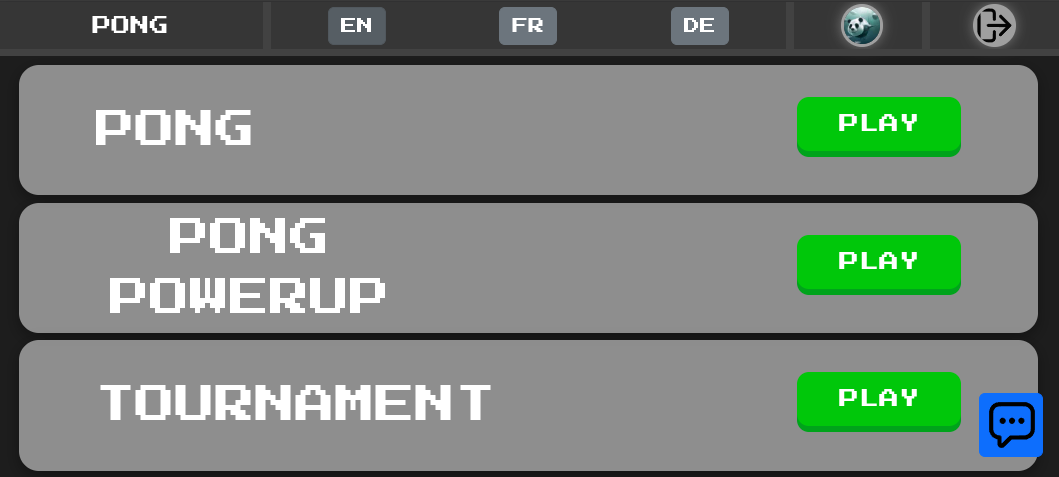 PONG
EN
FR
DE
PONG
PLAY
PONG
POWERUP
PLAY
TOURNAMENT
PLAY